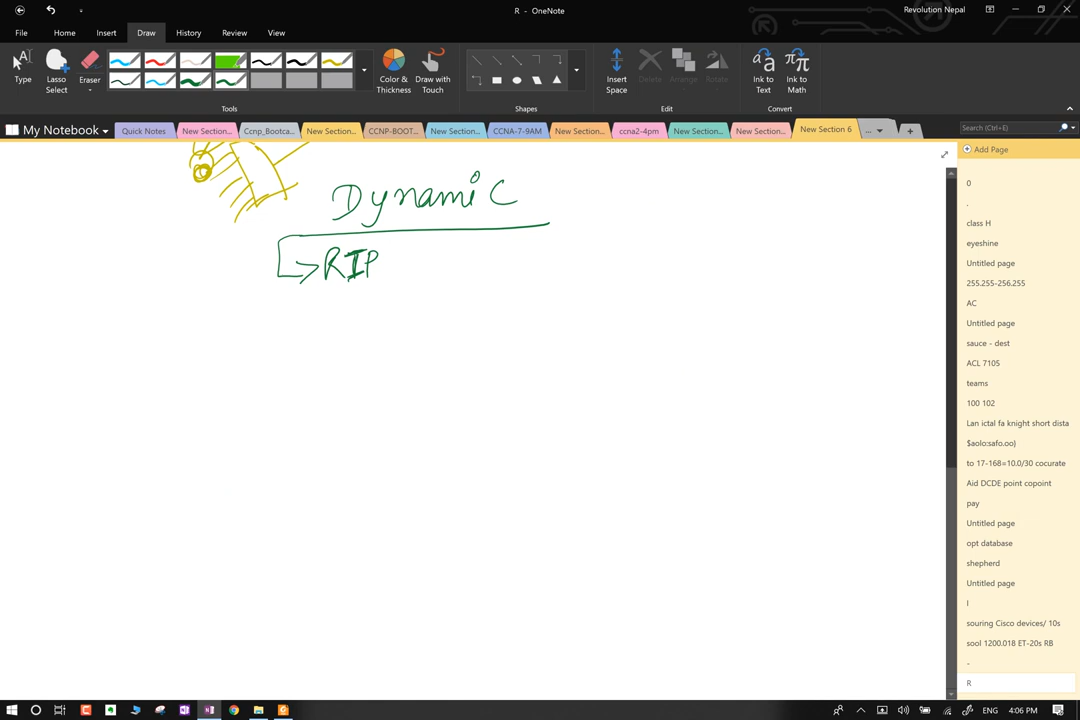 R - OneNote
Revolution Nepal
File Home Insert Draw History Review View
Type
Lasso Select
Eraser
Color & Thickness
Draw with Touch
Insert Space
Delete
Arrange
Rotate
Ink to Text
Ink to Math
Tools
Shapes
Edit
Convert
My Notebook
Quick Notes New Section... Ccnp_Bootca... New Section... CCNP-BOOT... New Section... CCNA-7-9AM New Section... ccna2-4pm New Section... New Section... New Section 6 ...
Search (Ctrl+E)
Add Page
Dynamic
RIP
0
.
class H
eyeshine
Untitled page
255.255-256.255
AC
Untitled page
sauce - dest
ACL 7105
teams
100 102
Lan ictal fa knight short dista
$aolo:safo.oo)
to 17-168=10.0/30 cocurate
Aid DCDE point copoint
pay
Untitled page
opt database
shepherd
Untitled page
I
souring Cisco devices/ 10s
sool 1200.018 ET-20s RB
-
R
ENG 4:06 PM